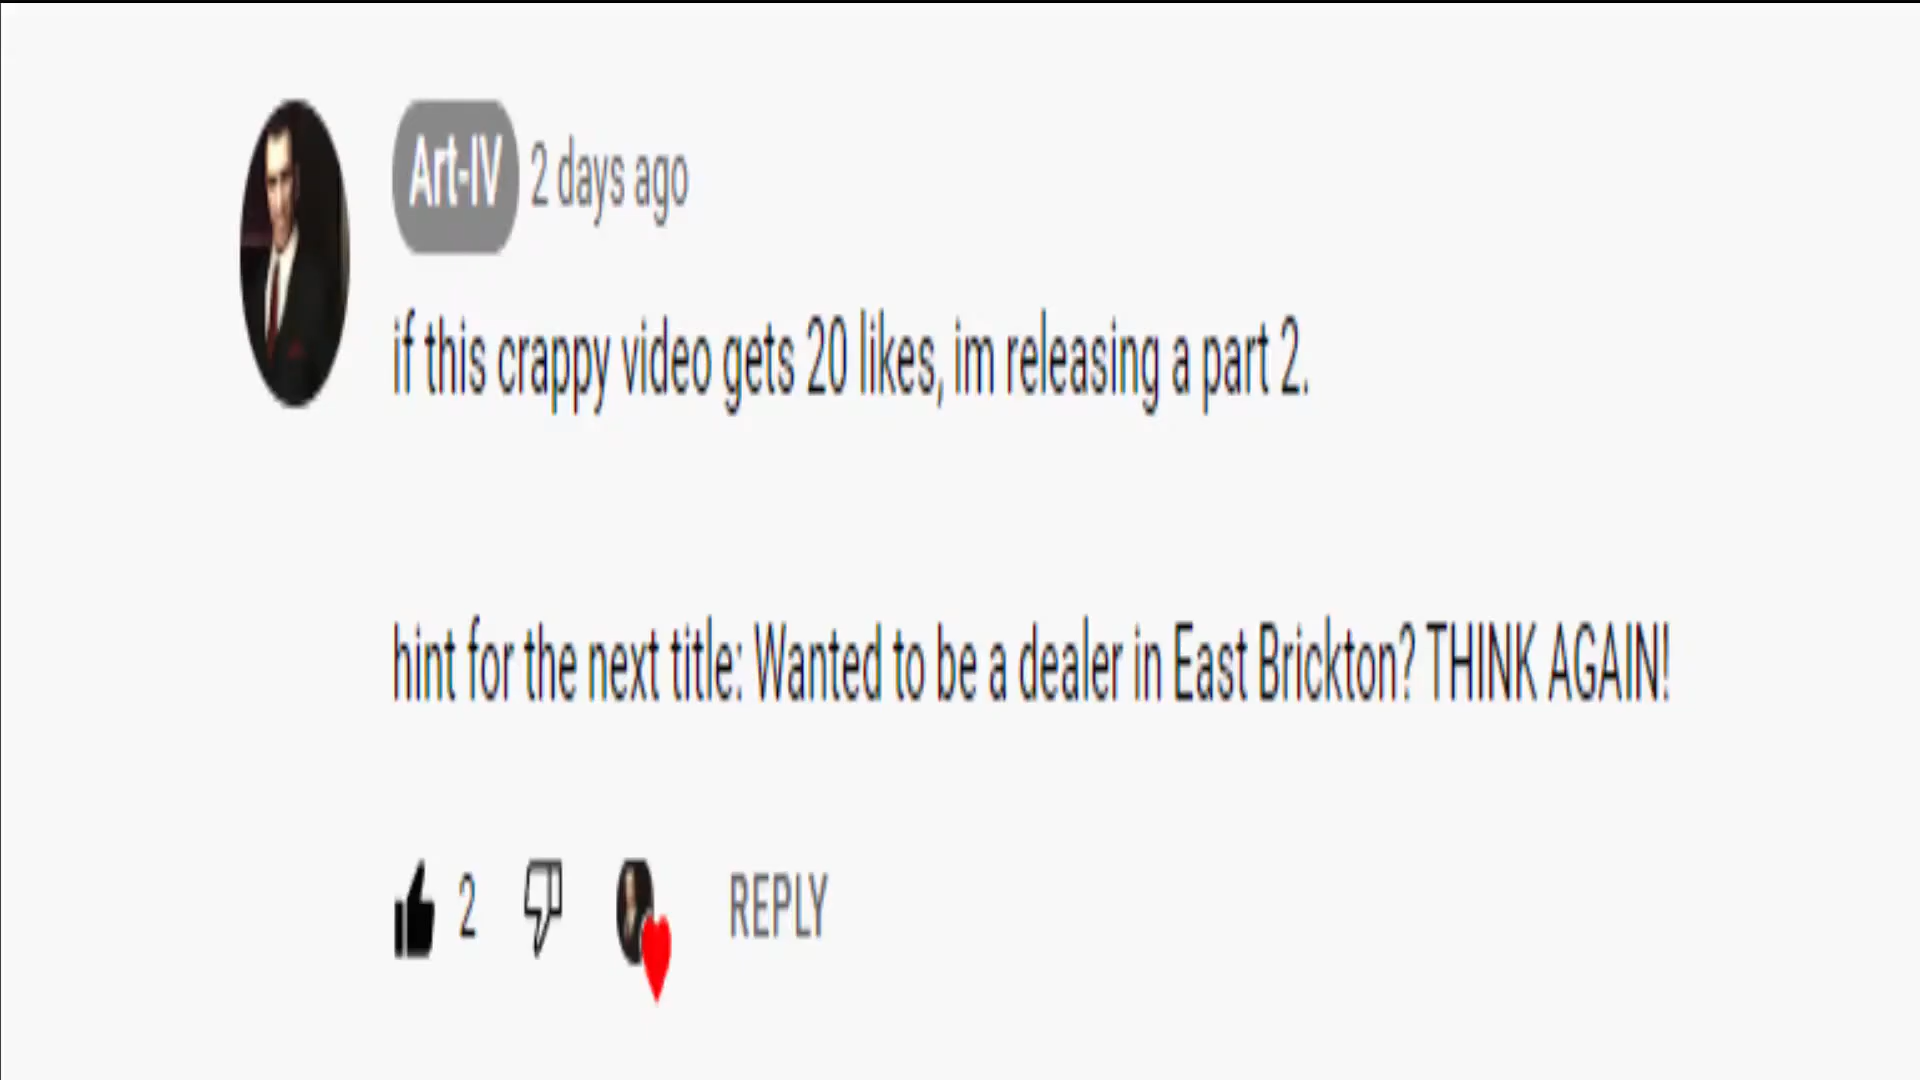 Art-IV 2 days ago
if this crappy video gets 20 likes, im releasing a part 2.
hint for the next title: Wanted to be a dealer in East Brickton? THINK AGAIN!
2 REPLY